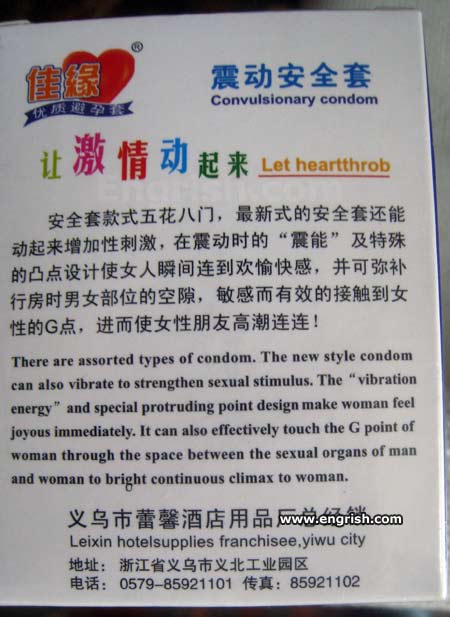 佳缘®
优质避孕套
震动安全套
Convulsionary condom
让激情动起来 Let heartthrob
Engrish.com
安全套款式五花八门，最新式的安全套还能
动起来增加性刺激，在震动时的“震能”及特殊
的凸点设计使女人瞬间连到欢愉快感，并可弥补
行房时男女部位的空隙，敏感而有效的接触到女
性的G点，进而使女性朋友高潮连连！
There are assorted types of condom. The new style condom
can also vibrate to strengthen sexual stimulus. The “vibration
energy” and special protruding point design make woman feel
joyous immediately. It can also effectively touch the G point of
woman through the space between the sexual organs of man
and woman to bright continuous climax to woman.
义乌市蕾馨酒店用品厂总经销
www.engrish.com
Leixin hotelsupplies franchisee,yiwu city
地址：浙江省义乌市义北工业园区
电话：0579-85921101 传真：85921102